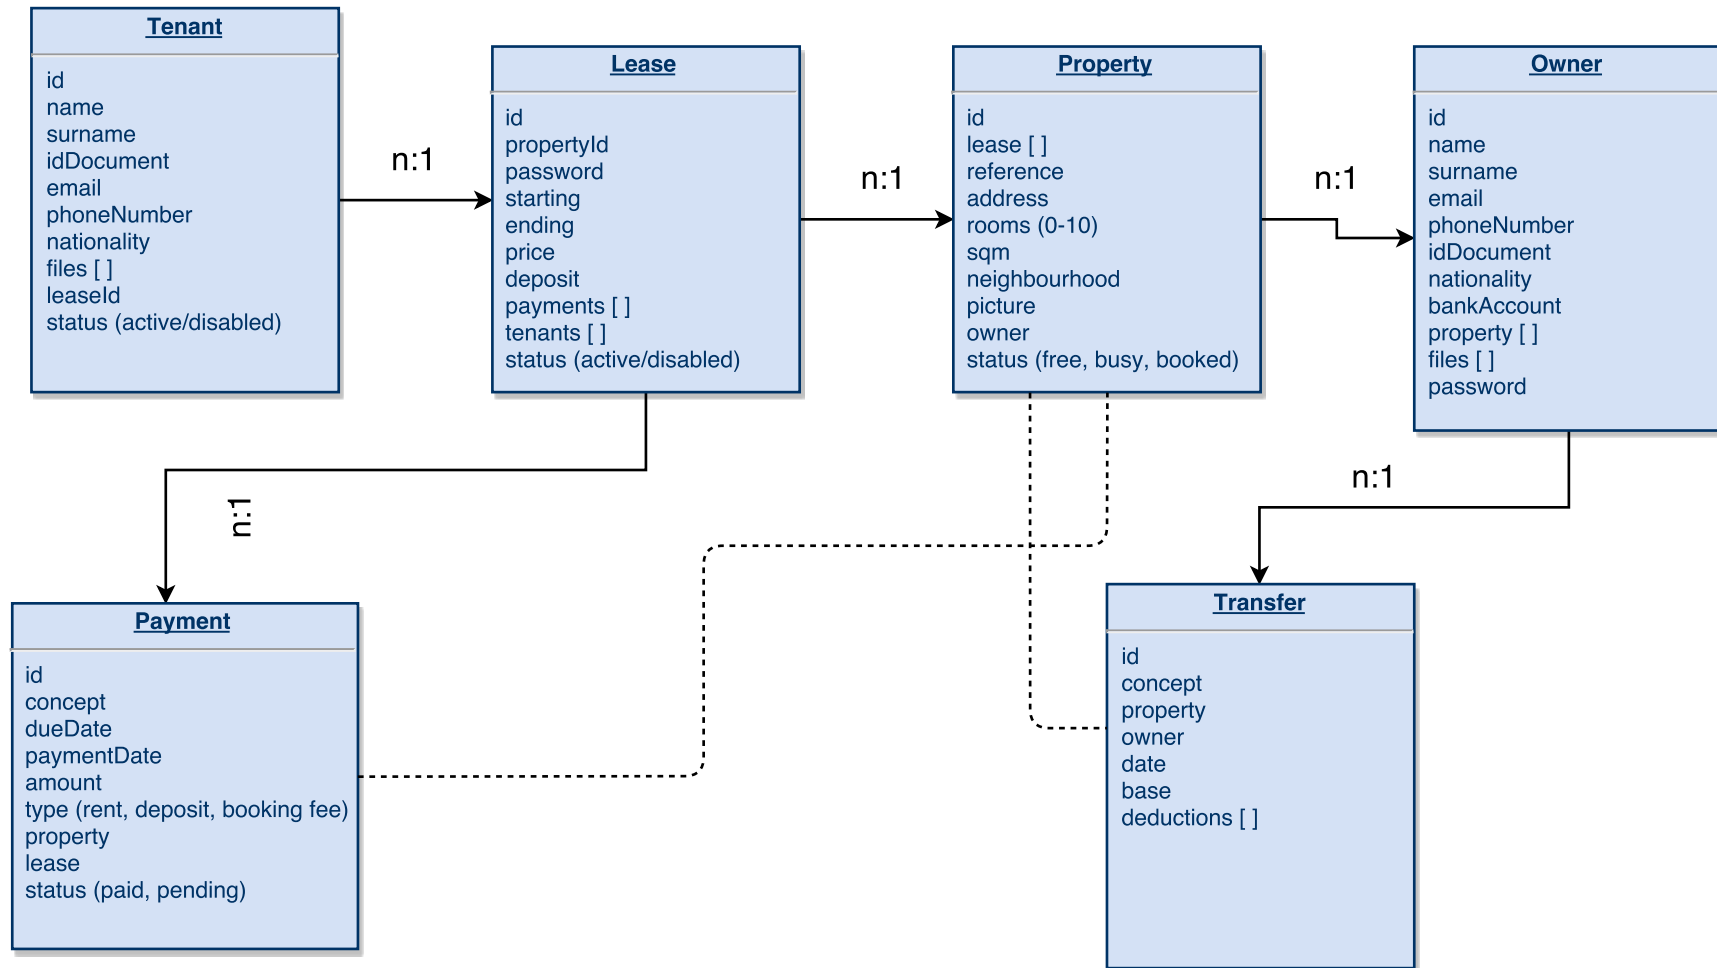 Tenant
id
name
surname
idDocument
email
phoneNumber
nationality
files [ ]
leaseId
status (active/disabled)
n:1
Lease
id
propertyId
password
starting
ending
price
deposit
payments [ ]
tenants [ ]
status (active/disabled)
n:1
Property
id
lease [ ]
reference
address
rooms (0-10)
sqm
neighbourhood
picture
owner
status (free, busy, booked)
n:1
Owner
id
name
surname
email
phoneNumber
idDocument
nationality
bankAccount
property [ ]
files [ ]
password
n:1
n:1
Payment
id
concept
dueDate
paymentDate
amount
type (rent, deposit, booking fee)
property
lease
status (paid, pending)
Transfer
id
concept
property
owner
date
base
deductions [ ]